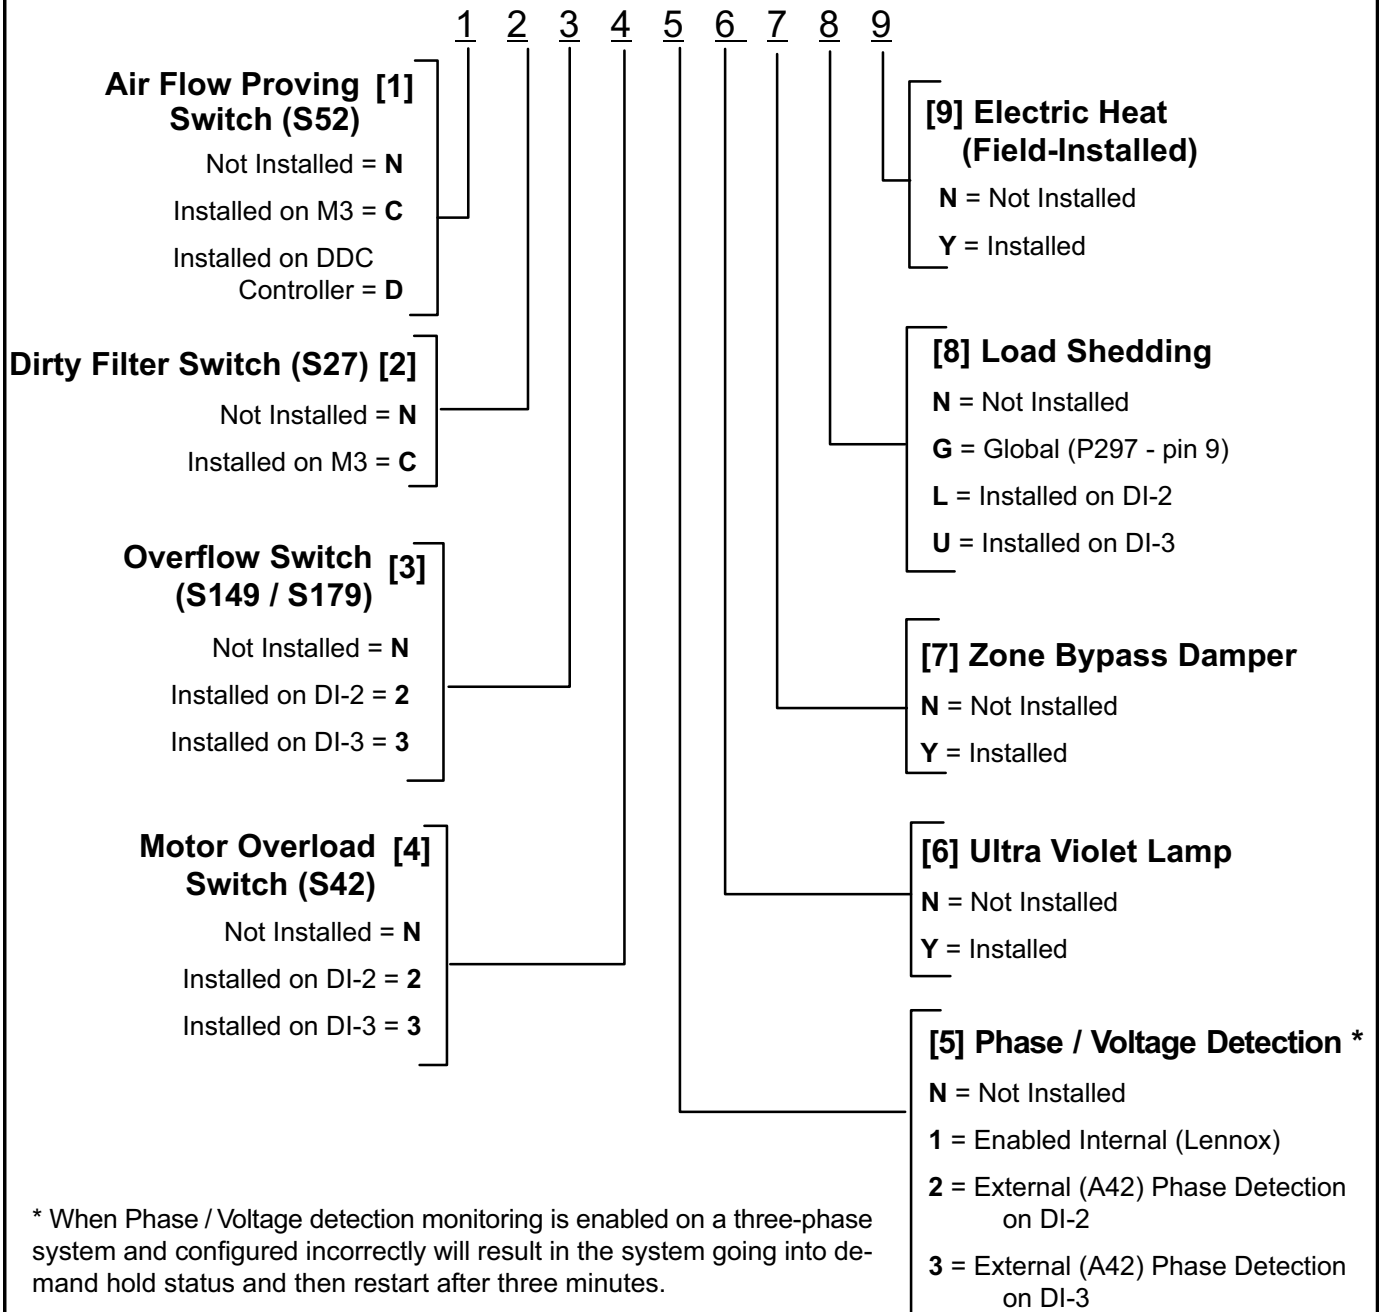 1 2 3 4 5 6 7 8 9
Air Flow Proving [1]
Switch (S52)
Not Installed = N
Installed on M3 = C
Installed on DDC
Controller = D
Dirty Filter Switch (S27) [2]
Not Installed = N
Installed on M3 = C
Overflow Switch [3]
(S149 / S179)
Not Installed = N
Installed on DI-2 = 2
Installed on DI-3 = 3
Motor Overload [4]
Switch (S42)
Not Installed = N
Installed on DI-2 = 2
Installed on DI-3 = 3
[9] Electric Heat
(Field-Installed)
N = Not Installed
Y = Installed
[8] Load Shedding
N = Not Installed
G = Global (P297 - pin 9)
L = Installed on DI-2
U = Installed on DI-3
[7] Zone Bypass Damper
N = Not Installed
Y = Installed
[6] Ultra Violet Lamp
N = Not Installed
Y = Installed
[5] Phase / Voltage Detection *
N = Not Installed
1 = Enabled Internal (Lennox)
2 = External (A42) Phase Detection
on DI-2
3 = External (A42) Phase Detection
on DI-3
* When Phase / Voltage detection monitoring is enabled on a three-phase
system and configured incorrectly will result in the system going into de-
mand hold status and then restart after three minutes.